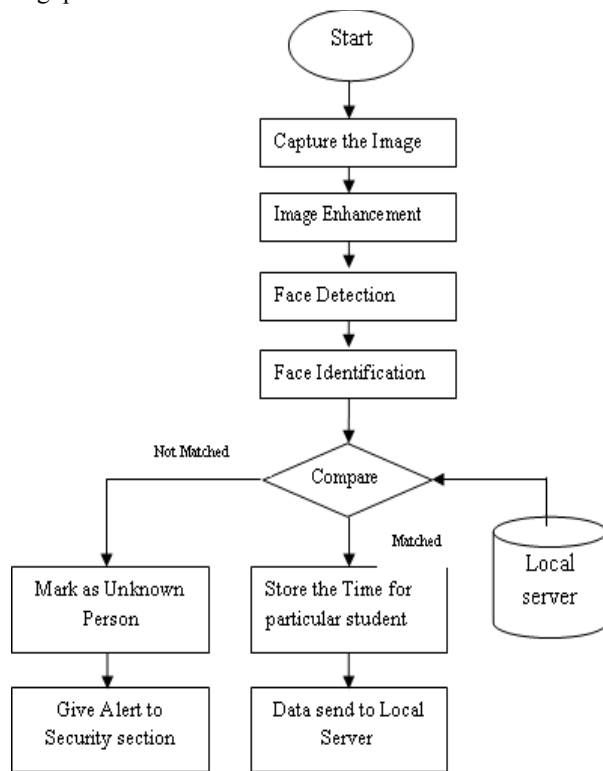 Start
Capture the Image
Image Enhancement
Face Detection
Face Identification
Not Matched
Compare
Matched
Local
server
Mark as Unknown
Person
Store the Time for
particular student
Give Alert to
Security section
Data send to Local
Server